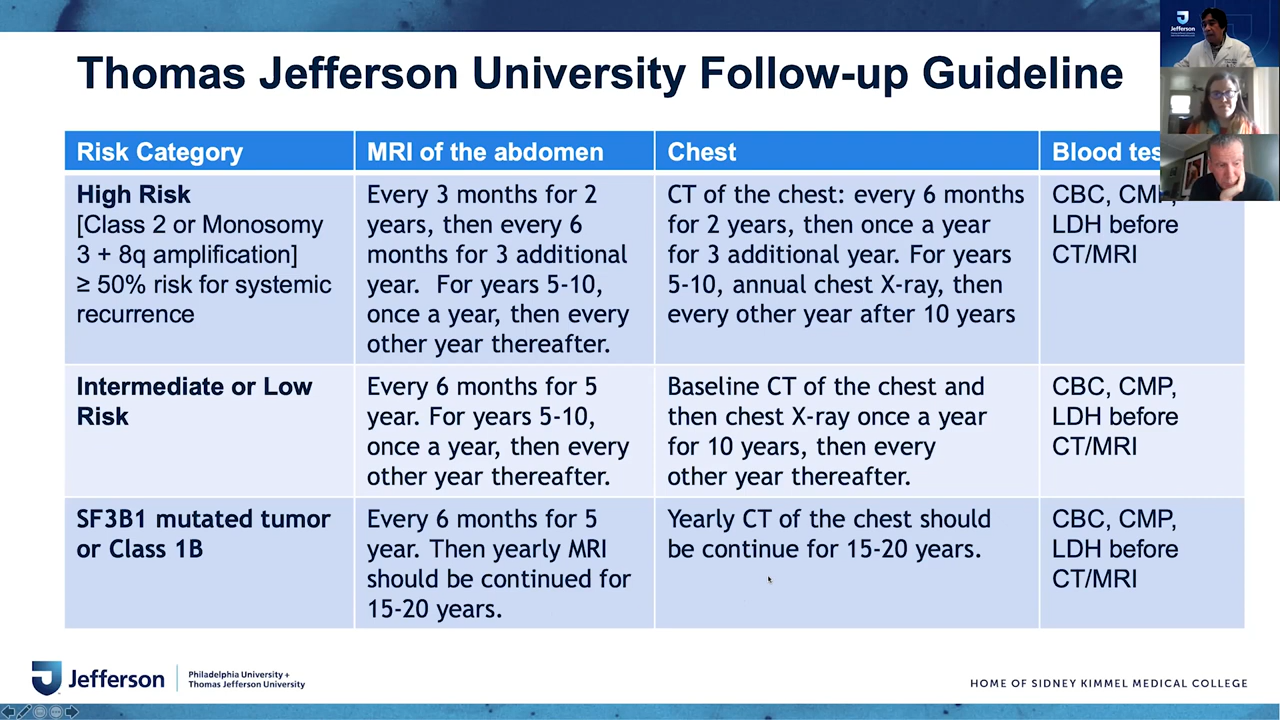 Thomas Jefferson University Follow-up Guideline
Jefferson
Risk Category
MRI of the abdomen
Chest
Blood tes
High Risk
[Class 2 or Monosomy
3 + 8q amplification]
≥ 50% risk for systemic
recurrence
Every 3 months for 2
years, then every 6
months for 3 additional
year. For years 5-10,
once a year, then every
other year thereafter.
CT of the chest: every 6 months
for 2 years, then once a year
for 3 additional year. For years
5-10, annual chest X-ray, then
every other year after 10 years
CBC, CMP,
LDH before
CT/MRI
Intermediate or Low
Risk
Every 6 months for 5
year. For years 5-10,
once a year, then every
other year thereafter.
Baseline CT of the chest and
then chest X-ray once a year
for 10 years, then every
other year thereafter.
CBC, CMP,
LDH before
CT/MRI
SF3B1 mutated tumor
or Class 1B
Every 6 months for 5
year. Then yearly MRI
should be continued for
15-20 years.
Yearly CT of the chest should
be continue for 15-20 years.
CBC, CMP,
LDH before
CT/MRI
Jefferson
Philadelphia University +
Thomas Jefferson University
HOME OF SIDNEY KIMMEL MEDICAL COLLEGE